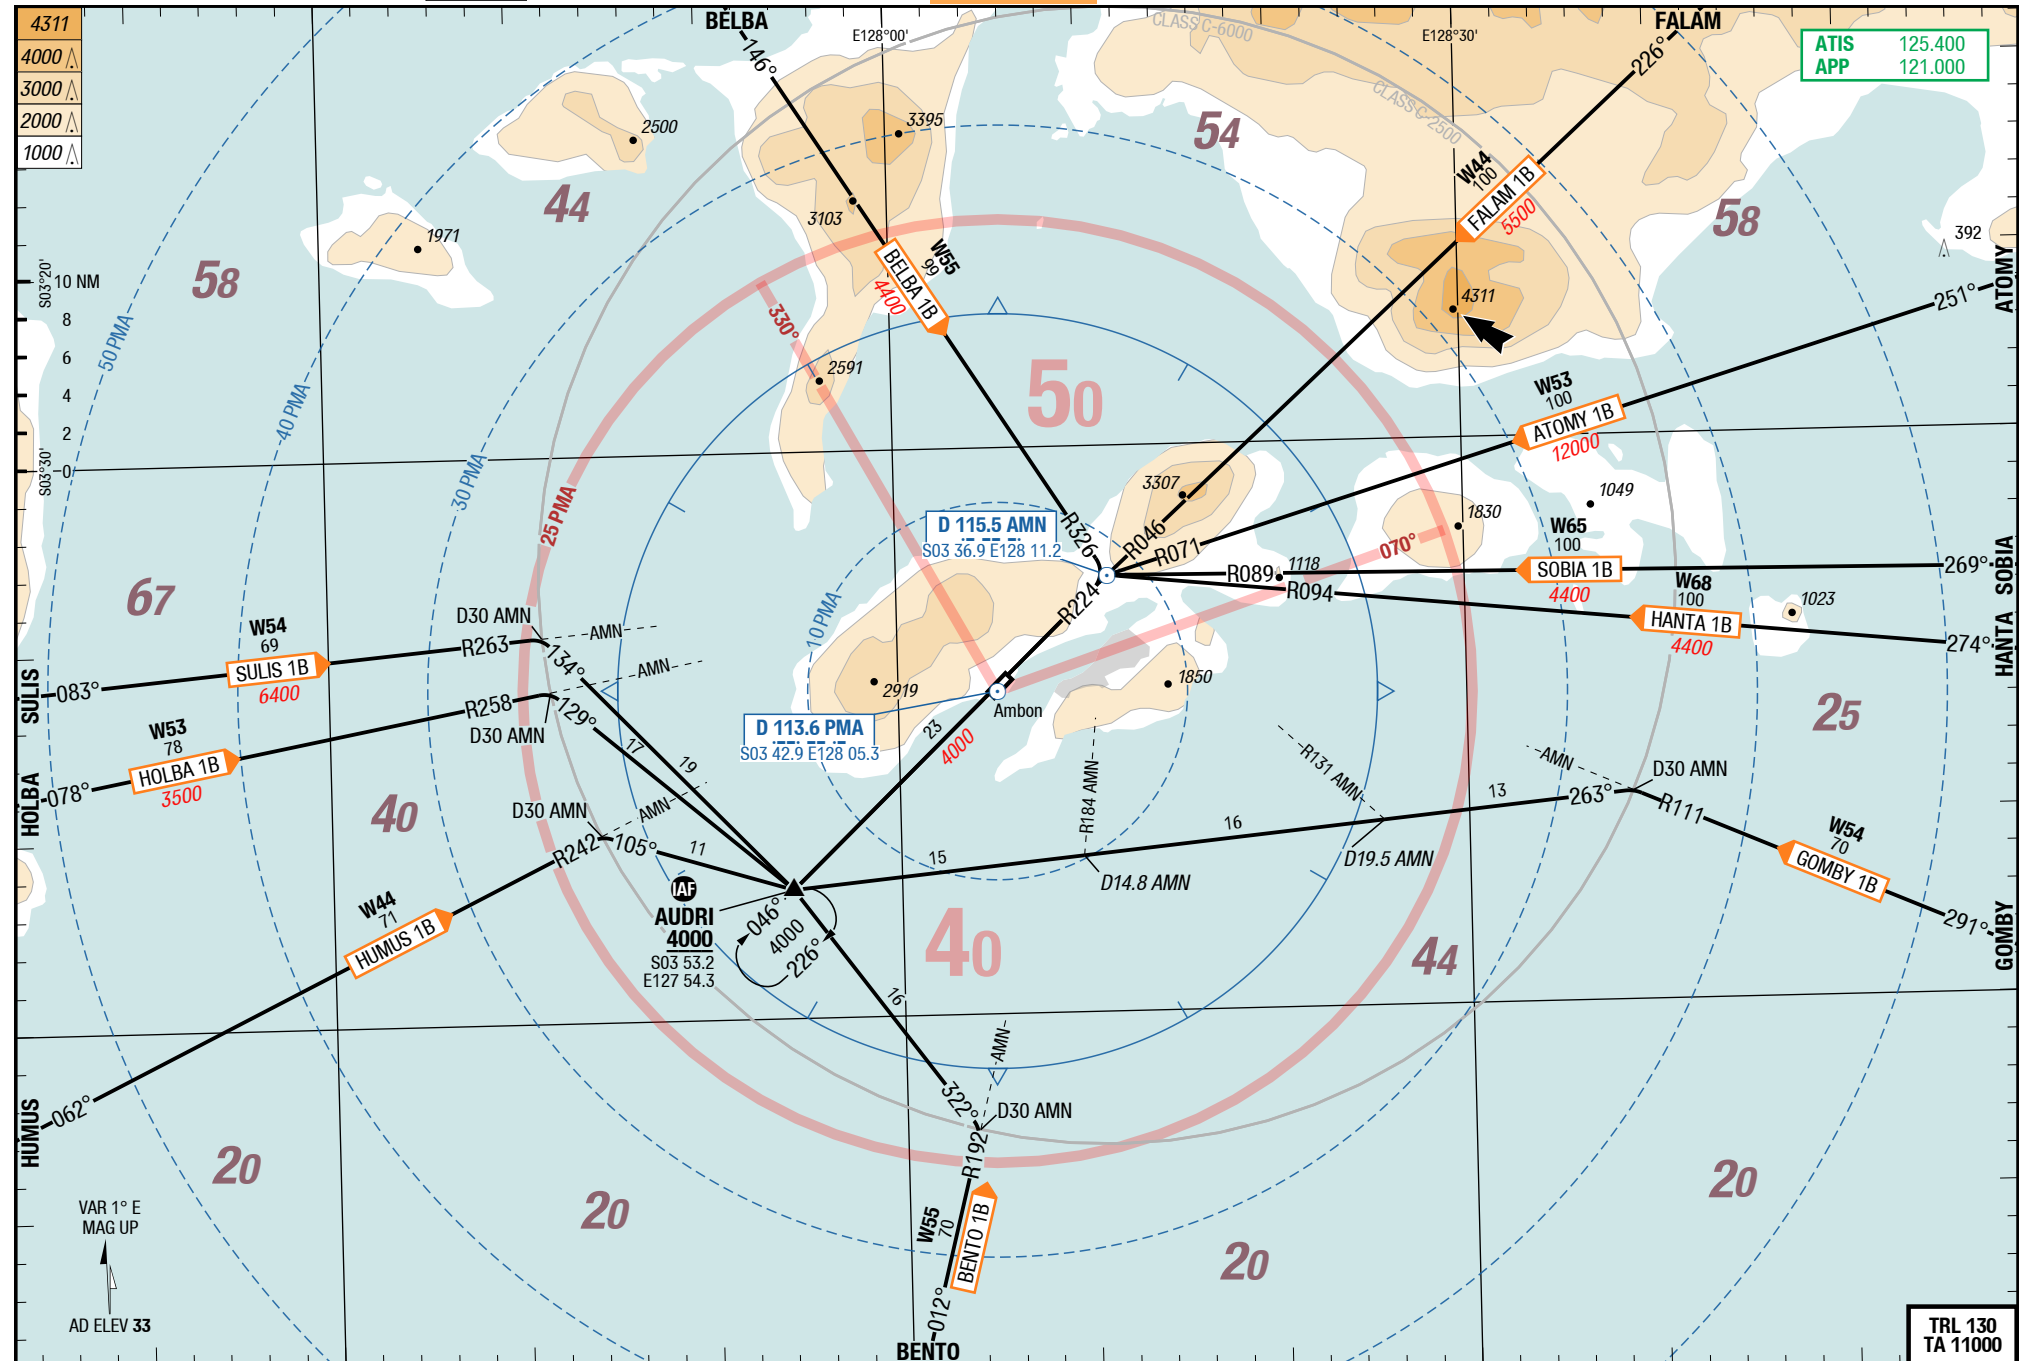 4311
4000
3000
2000
1000
BELBA
146°
E128°00'
CLASS C-6000
E128°30'
FALAM
226°
ATIS 125.400
APP 121.000
CLASS C-2500
2500
3395
54
44
3103
W44
100
FALAM 1B
5500
58
392
1971
58
S03°20'
10 NM
8
6
4
2
0
S03°30'
W55
99
BELBA 1B
4400
4311
251°
ATOMY
50 PMA
40 PMA
30 PMA
25 PMA
10 PMA
330°
2591
50
W53
100
ATOMY 1B
12000
3307
1049
1830
D 115.5 AMN
S03 36.9 E128 11.2
R326
R046
R071
070°
W65
100
SOBIA 1B
4400
269°
SOBIA
R089
1118
R094
W68
100
HANTA 1B
4400
1023
274°
HANTA
67
W54
69
SULIS 1B
6400
083°
SULIS
R263
D30 AMN
AMN
134°
R224
2919
1850
Ambon
25
R258
D30 AMN
AMN
129°
D 113.6 PMA
S03 42.9 E128 05.3
W53
78
HOLBA 1B
3500
078°
HOLBA
17
19
23
4000
40
D30 AMN
AMN
R242
105°
11
R184 AMN
R131 AMN
AMN
D30 AMN
263°
R111
13
16
15
D14.8 AMN
D19.5 AMN
W54
70
GOMBY 1B
291°
GOMBY
IAF
AUDRI
4000
S03 53.2
E127 54.3
046°
4000
226°
W44
71
HUMUS 1B
062°
HUMUS
40
44
16
AMN
322°
D30 AMN
R192
20
20
20
20
W55
70
BENTO 1B
012°
BENTO
VAR 1° E
MAG UP
AD ELEV 33
TRL 130
TA 11000